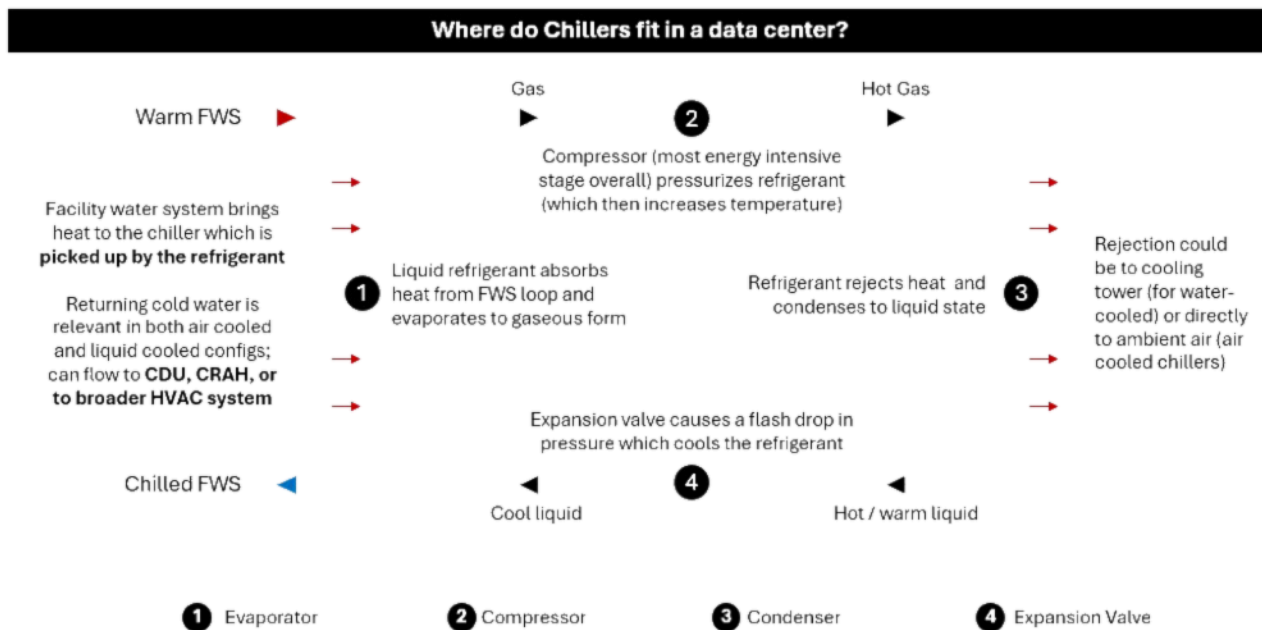 Where do Chillers fit in a data center?
Warm FWS
Gas
2
Hot Gas
Compressor (most energy intensive
stage overall) pressurizes refrigerant
(which then increases temperature)
Facility water system brings
heat to the chiller which is
picked up by the refrigerant
Returning cold water is
relevant in both air cooled
and liquid cooled configs;
can flow to CDU, CRAH, or
to broader HVAC system
1
Liquid refrigerant absorbs
heat from FWS loop and
evaporates to gaseous form
Refrigerant rejects heat and
condenses to liquid state
3
Rejection could
be to cooling
tower (for water-
cooled) or directly
to ambient air (air
cooled chillers)
Expansion valve causes a flash drop in
pressure which cools the refrigerant
Chilled FWS
Cool liquid
4
Hot / warm liquid
1 Evaporator
2 Compressor
3 Condenser
4 Expansion Valve